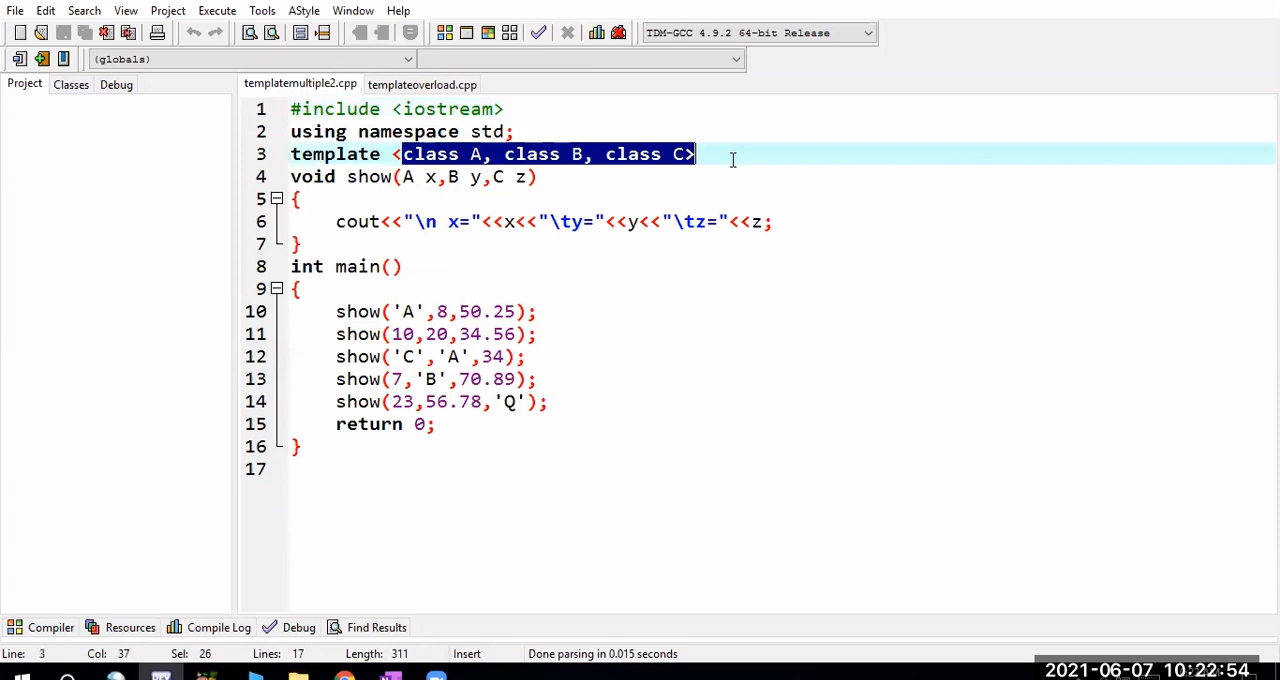 File Edit Search View Project Execute Tools AStyle Window Help
TDM-GCC 4.9.2 64-bit Release
(globals)
Project Classes Debug
templatemultiple2.cpp templateoverload.cpp
1 #include <iostream>
2 using namespace std;
3 template <class A, class B, class C>
4 void show(A x,B y,C z)
5 {
6 cout<<"\n x="<<x<<"\ty="<<y<<"\tz="<<z;
7 }
8 int main()
9 {
10 show('A',8,50.25);
11 show(10,20,34.56);
12 show('C','A',34);
13 show(7,'B',70.89);
14 show(23,56.78,'Q');
15 return 0;
16 }
17
Compiler Resources Compile Log Debug Find Results
Line: 3 Col: 37 Sel: 26 Lines: 17 Length: 311 Insert Done parsing in 0.015 seconds
2021-06-07 10:22:54